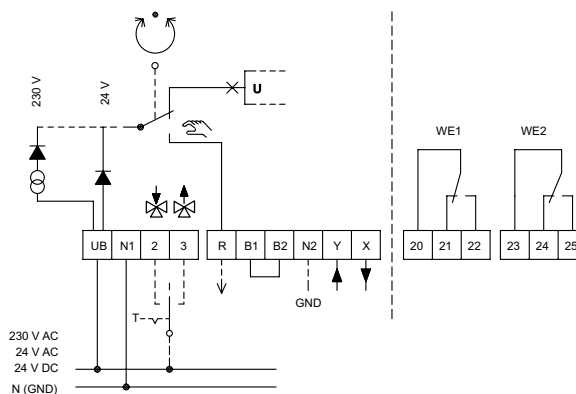 230 V
24 V
U
WE1
WE2
UB N1 2 3 R B1 B2 N2 Y X
20 21 22 23 24 25
GND
T
230 V AC
24 V AC
24 V DC
N (GND)